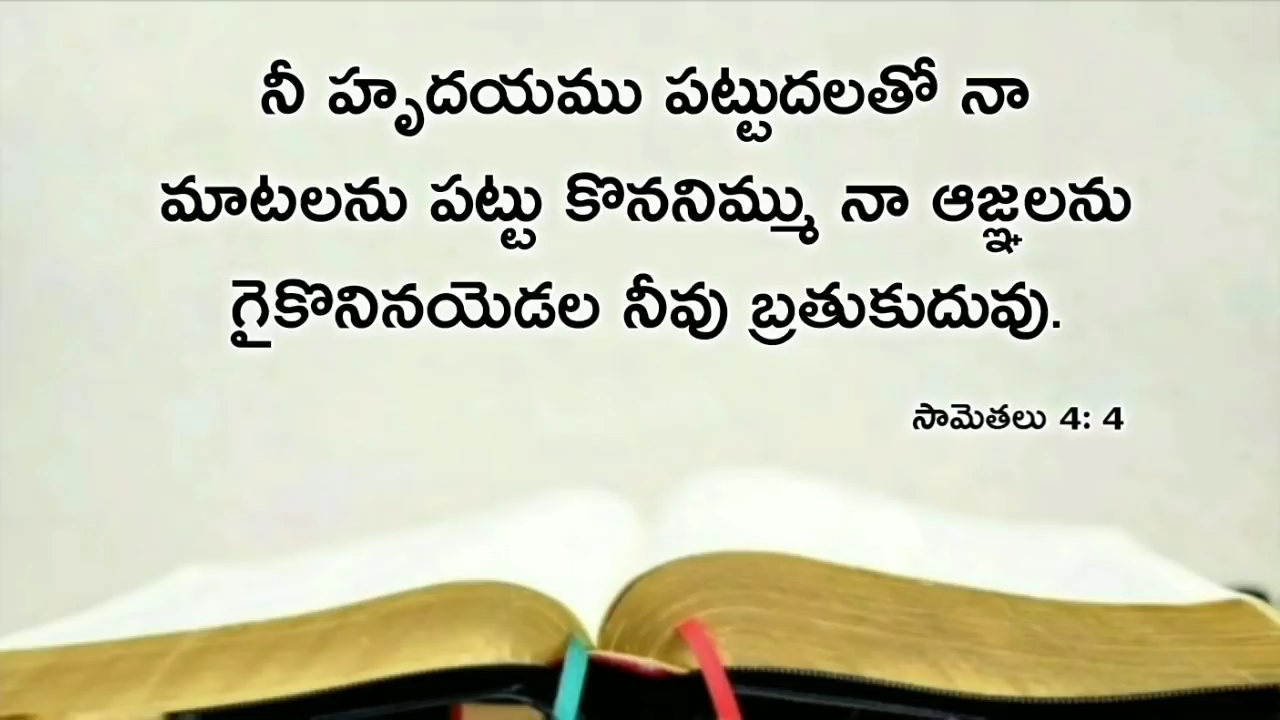 నీ హృదయము పట్టుదలతో నా
మాటలను పట్టు కొననిమ్ము నా ఆజ్ఞలను
గైకొనినయెడల నీవు బ్రతుకుదువు.
సామెతలు 4: 4